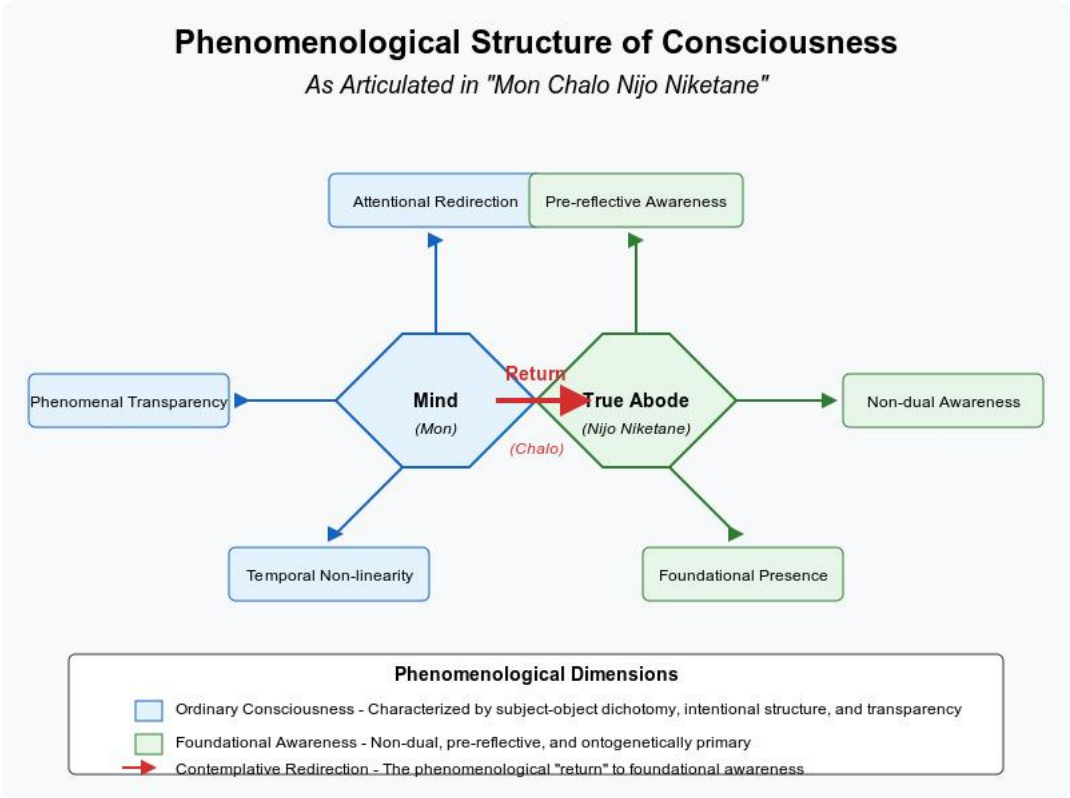 Phenomenological Structure of Consciousness
As Articulated in "Mon Chalo Nijo Niketane"
Attentional Redirection
Pre-reflective Awareness
Return
Phenomenal Transparency
Mind
True Abode
Non-dual Awareness
(Mon)
(Nijo Niketane)
(Chalo)
Temporal Non-linearity
Foundational Presence
Phenomenological Dimensions
Ordinary Consciousness - Characterized by subject-object dichotomy, intentional structure, and transparency
Foundational Awareness - Non-dual, pre-reflective, and ontogenetically primary
Contemplative Redirection - The phenomenological "return" to foundational awareness